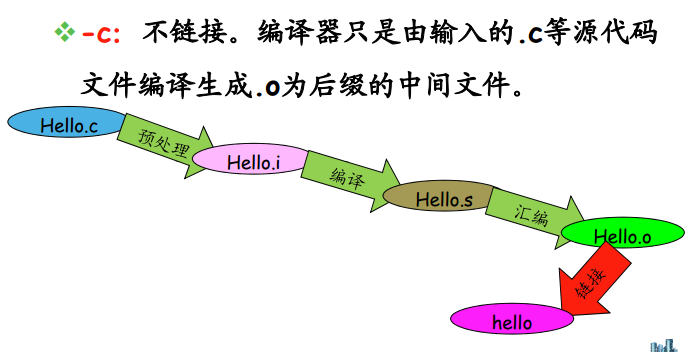 -c: 不链接。编译器只是由输入的.c等源代码
文件编译生成.o为后缀的中间文件。
Hello.c
预处理
Hello.i
编译
Hello.s
汇编
Hello.o
链接
hello